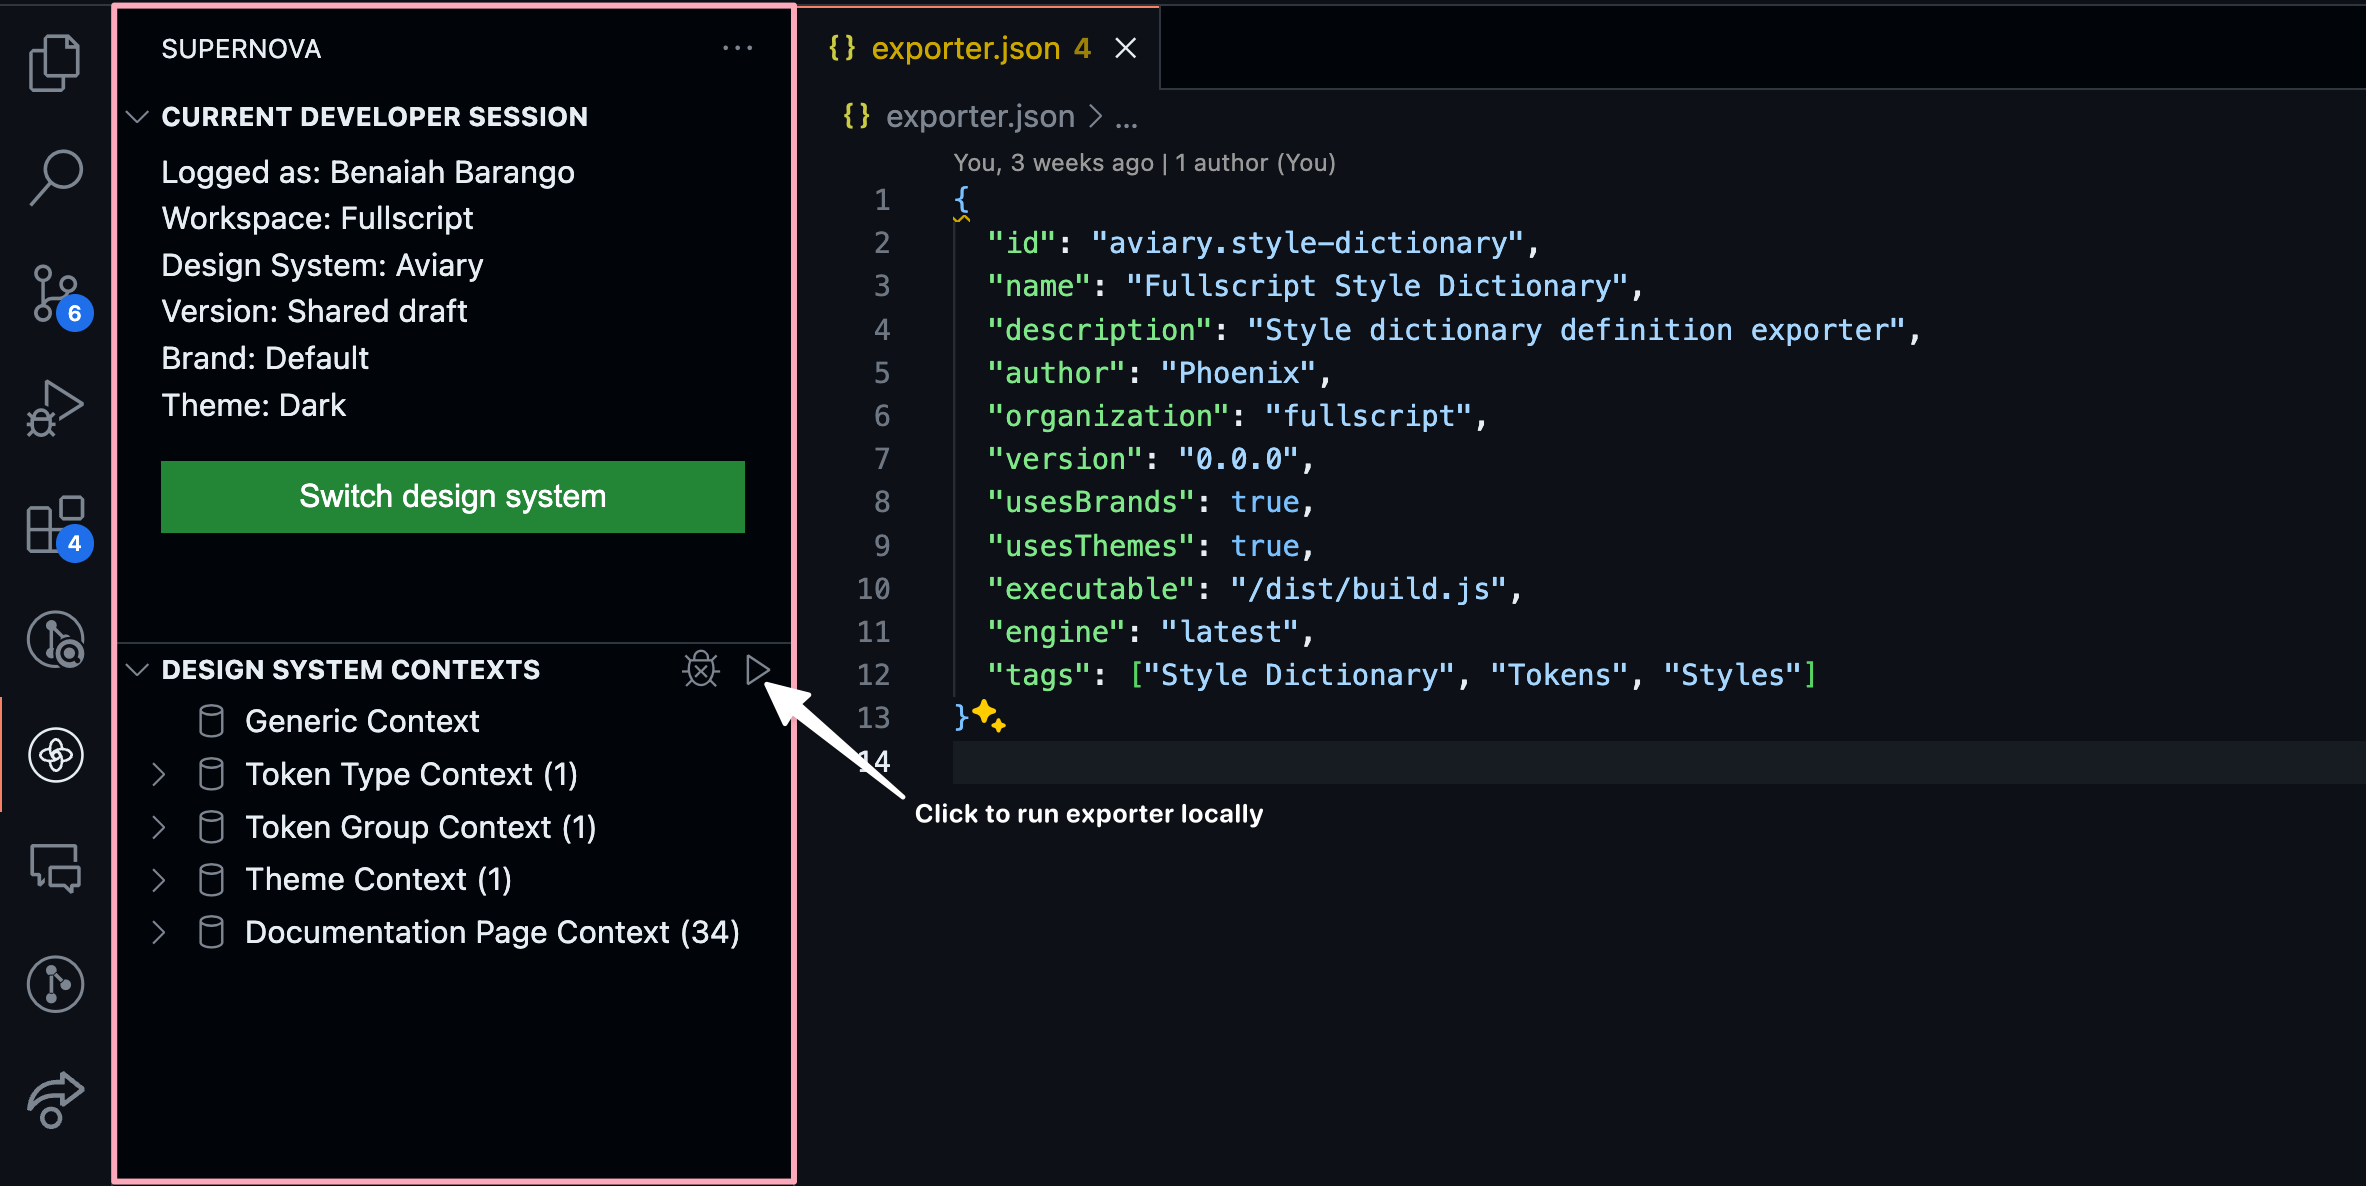 SUPERNOVA
CURRENT DEVELOPER SESSION
Logged as: Benaiah Barango
Workspace: Fullscript
Design System: Aviary
Version: Shared draft
Brand: Default
Theme: Dark
Switch design system
DESIGN SYSTEM CONTEXTS
Generic Context
Token Type Context (1)
Token Group Context (1)
Theme Context (1)
Documentation Page Context (34)
6
4
{} exporter.json 4
{} exporter.json > ...
You, 3 weeks ago | 1 author (You)
1 {
2 "id": "aviary.style-dictionary",
3 "name": "Fullscript Style Dictionary",
4 "description": "Style dictionary definition exporter",
5 "author": "Phoenix",
6 "organization": "fullscript",
7 "version": "0.0.0",
8 "usesBrands": true,
9 "usesThemes": true,
10 "executable": "/dist/build.js",
11 "engine": "latest",
12 "tags": ["Style Dictionary", "Tokens", "Styles"]
13 }
14
Click to run exporter locally